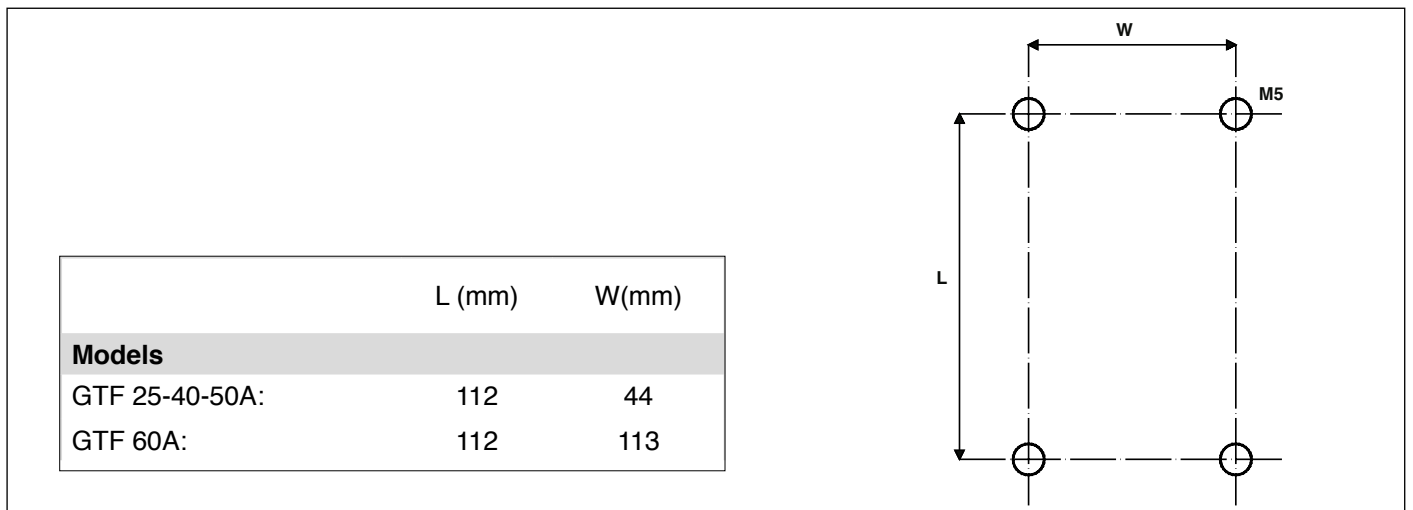 L (mm) W(mm)
Models
GTF 25-40-50A: 112 44
GTF 60A: 112 113
W
M5
L